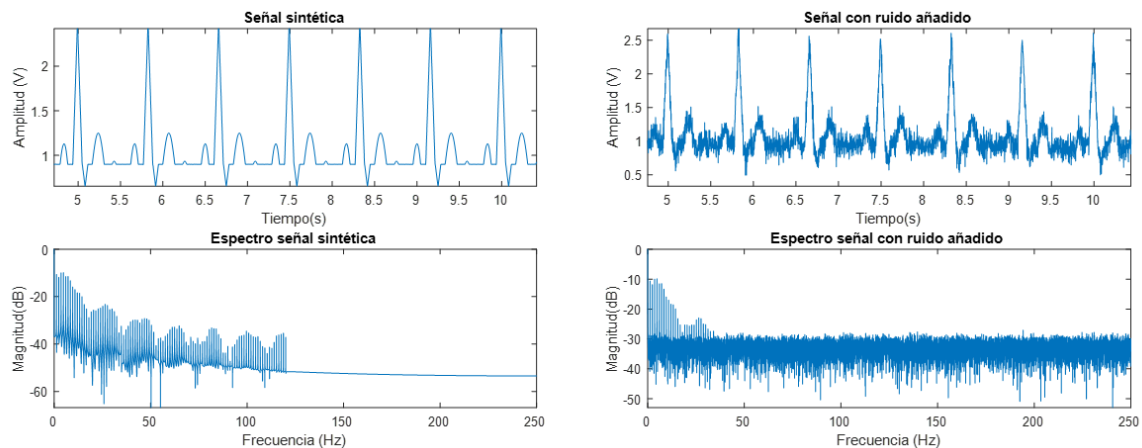 Señal sintética
Amplitud (V)
2
1.5
1
5 5.5 6 6.5 7 7.5 8 8.5 9 9.5 10
Tiempo(s)
Señal con ruido añadido
Amplitud (V)
2.5
2
1.5
1
0.5
5 5.5 6 6.5 7 7.5 8 8.5 9 9.5 10
Tiempo(s)
Espectro señal sintética
Magnitud(dB)
0
-20
-40
-60
0 50 100 150 200 250
Frecuencia (Hz)
Espectro señal con ruido añadido
Magnitud(dB)
0
-10
-20
-30
-40
-50
0 50 100 150 200 250
Frecuencia (Hz)